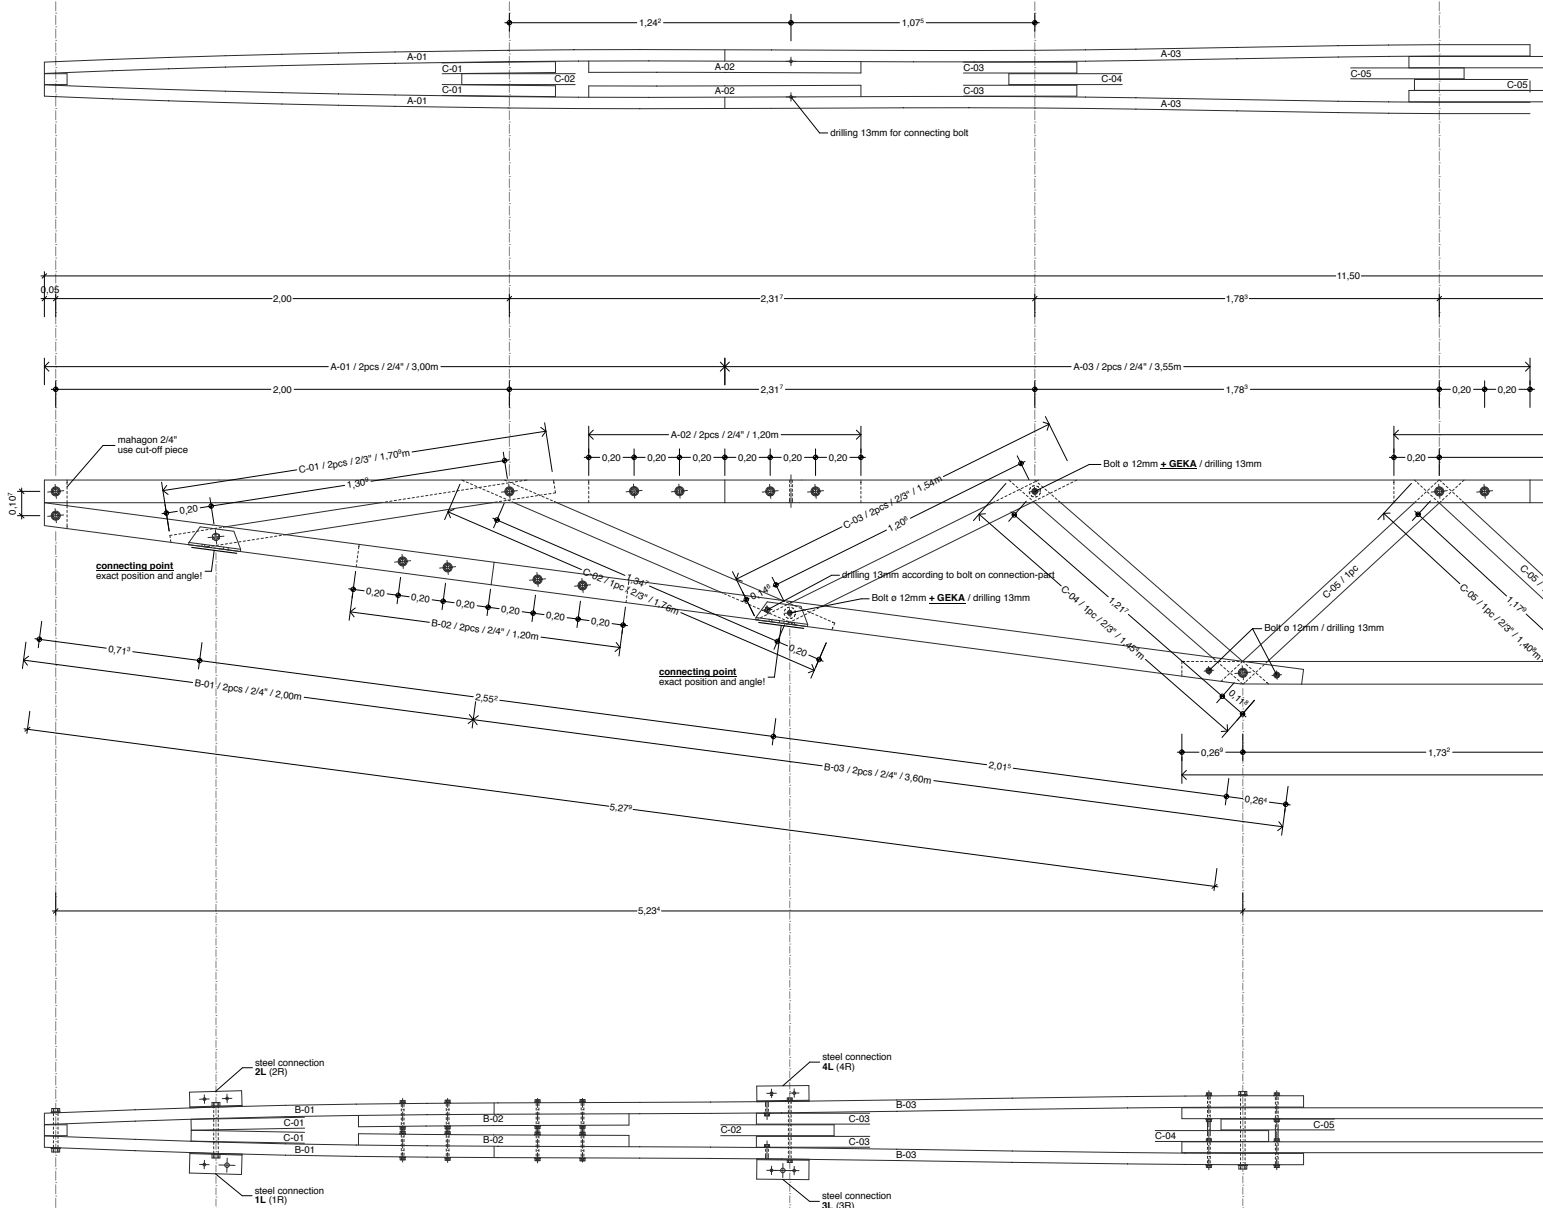 1,24²
1,07⁵
A-01
A-03
C-01
A-02
C-03
C-02
C-04
C-05
C-05
C-01
A-02
C-03
A-01
A-03
drilling 13mm for connecting bolt
11,50
0,05
2,00
2,31⁷
1,78³
A-01 / 2pcs / 2/4" / 3,00m
A-03 / 2pcs / 2/4" / 3,55m
2,00
2,31⁷
1,78³
0,20
0,20
mahagon 2/4"
use cut-off piece
A-02 / 2pcs / 2/4" / 1,20m
C-01 / 2pcs / 2/3" / 1,70⁹m
0,20
0,20
0,20
0,20
0,20
0,20
0,20
Bolt ø 12mm + GEKA / drilling 13mm
1,30⁹
C-03 / 2pcs / 2/3" / 1,54m
0,10⁷
0,20
1,20⁶
connecting point
exact position and angle!
1,34⁷
C-02 / 1pc / 2/3" / 1,76m
drilling 13mm according to bolt on connection-part
0,14⁸
Bolt ø 12mm + GEKA / drilling 13mm
C-05 / 1pc
C-05 /
1,21⁷
1,17⁹
C-04 / 1pc / 2/3" / 1,45⁹m
C-05 / 1pc / 2/3" / 1,40⁹m
0,20
0,20
0,20
0,20
0,20
0,20
B-02 / 2pcs / 2/4" / 1,20m
Bolt ø 12mm / drilling 13mm
0,71³
0,20
connecting point
exact position and angle!
B-01 / 2pcs / 2/4" / 2,00m
2,55²
0,11⁸
0,26⁹
1,73²
B-03 / 2pcs / 2/4" / 3,60m
2,01⁵
0,26⁴
5,27⁹
5,23⁴
steel connection
2L (2R)
steel connection
4L (4R)
B-01
B-03
C-01
B-02
C-03
C-02
C-05
C-04
C-01
B-02
C-03
B-01
B-03
steel connection
1L (1R)
steel connection
3L (3R)